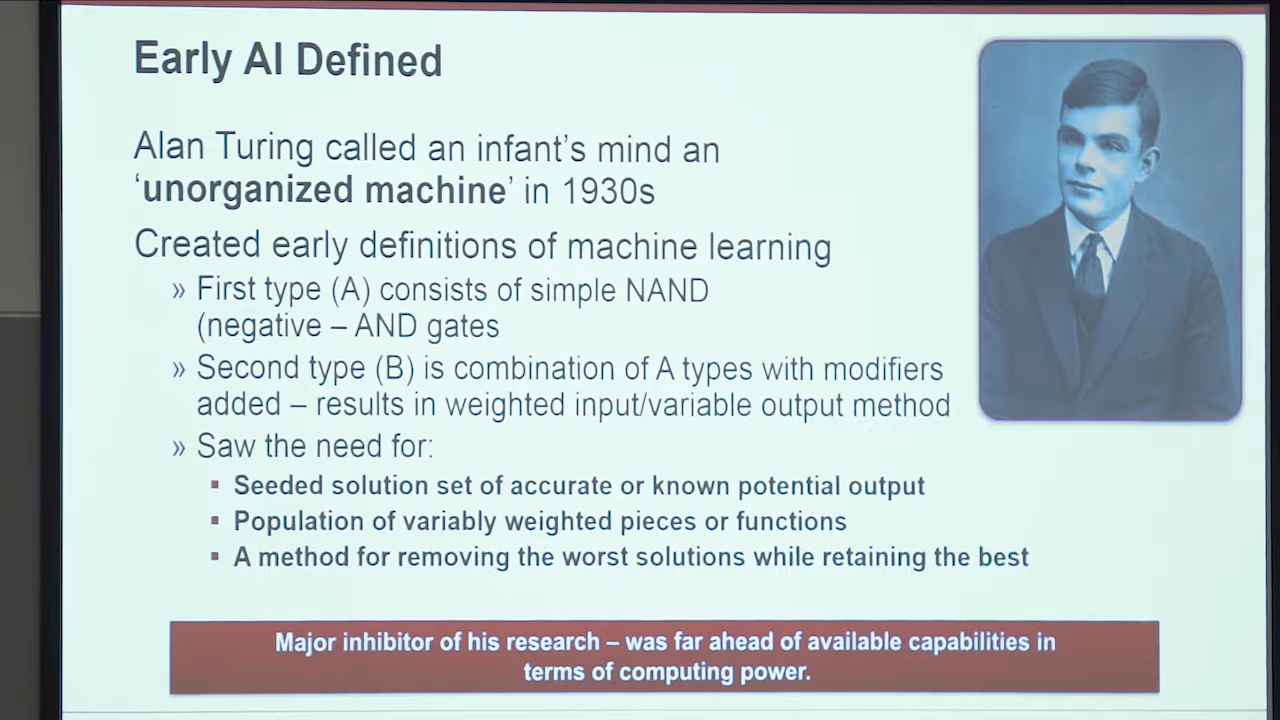 Early AI Defined
Alan Turing called an infant's mind an
'unorganized machine' in 1930s
Created early definitions of machine learning
» First type (A) consists of simple NAND
(negative – AND gates
» Second type (B) is combination of A types with modifiers
added – results in weighted input/variable output method
» Saw the need for:
▪ Seeded solution set of accurate or known potential output
▪ Population of variably weighted pieces or functions
▪ A method for removing the worst solutions while retaining the best
Major inhibitor of his research – was far ahead of available capabilities in
terms of computing power.